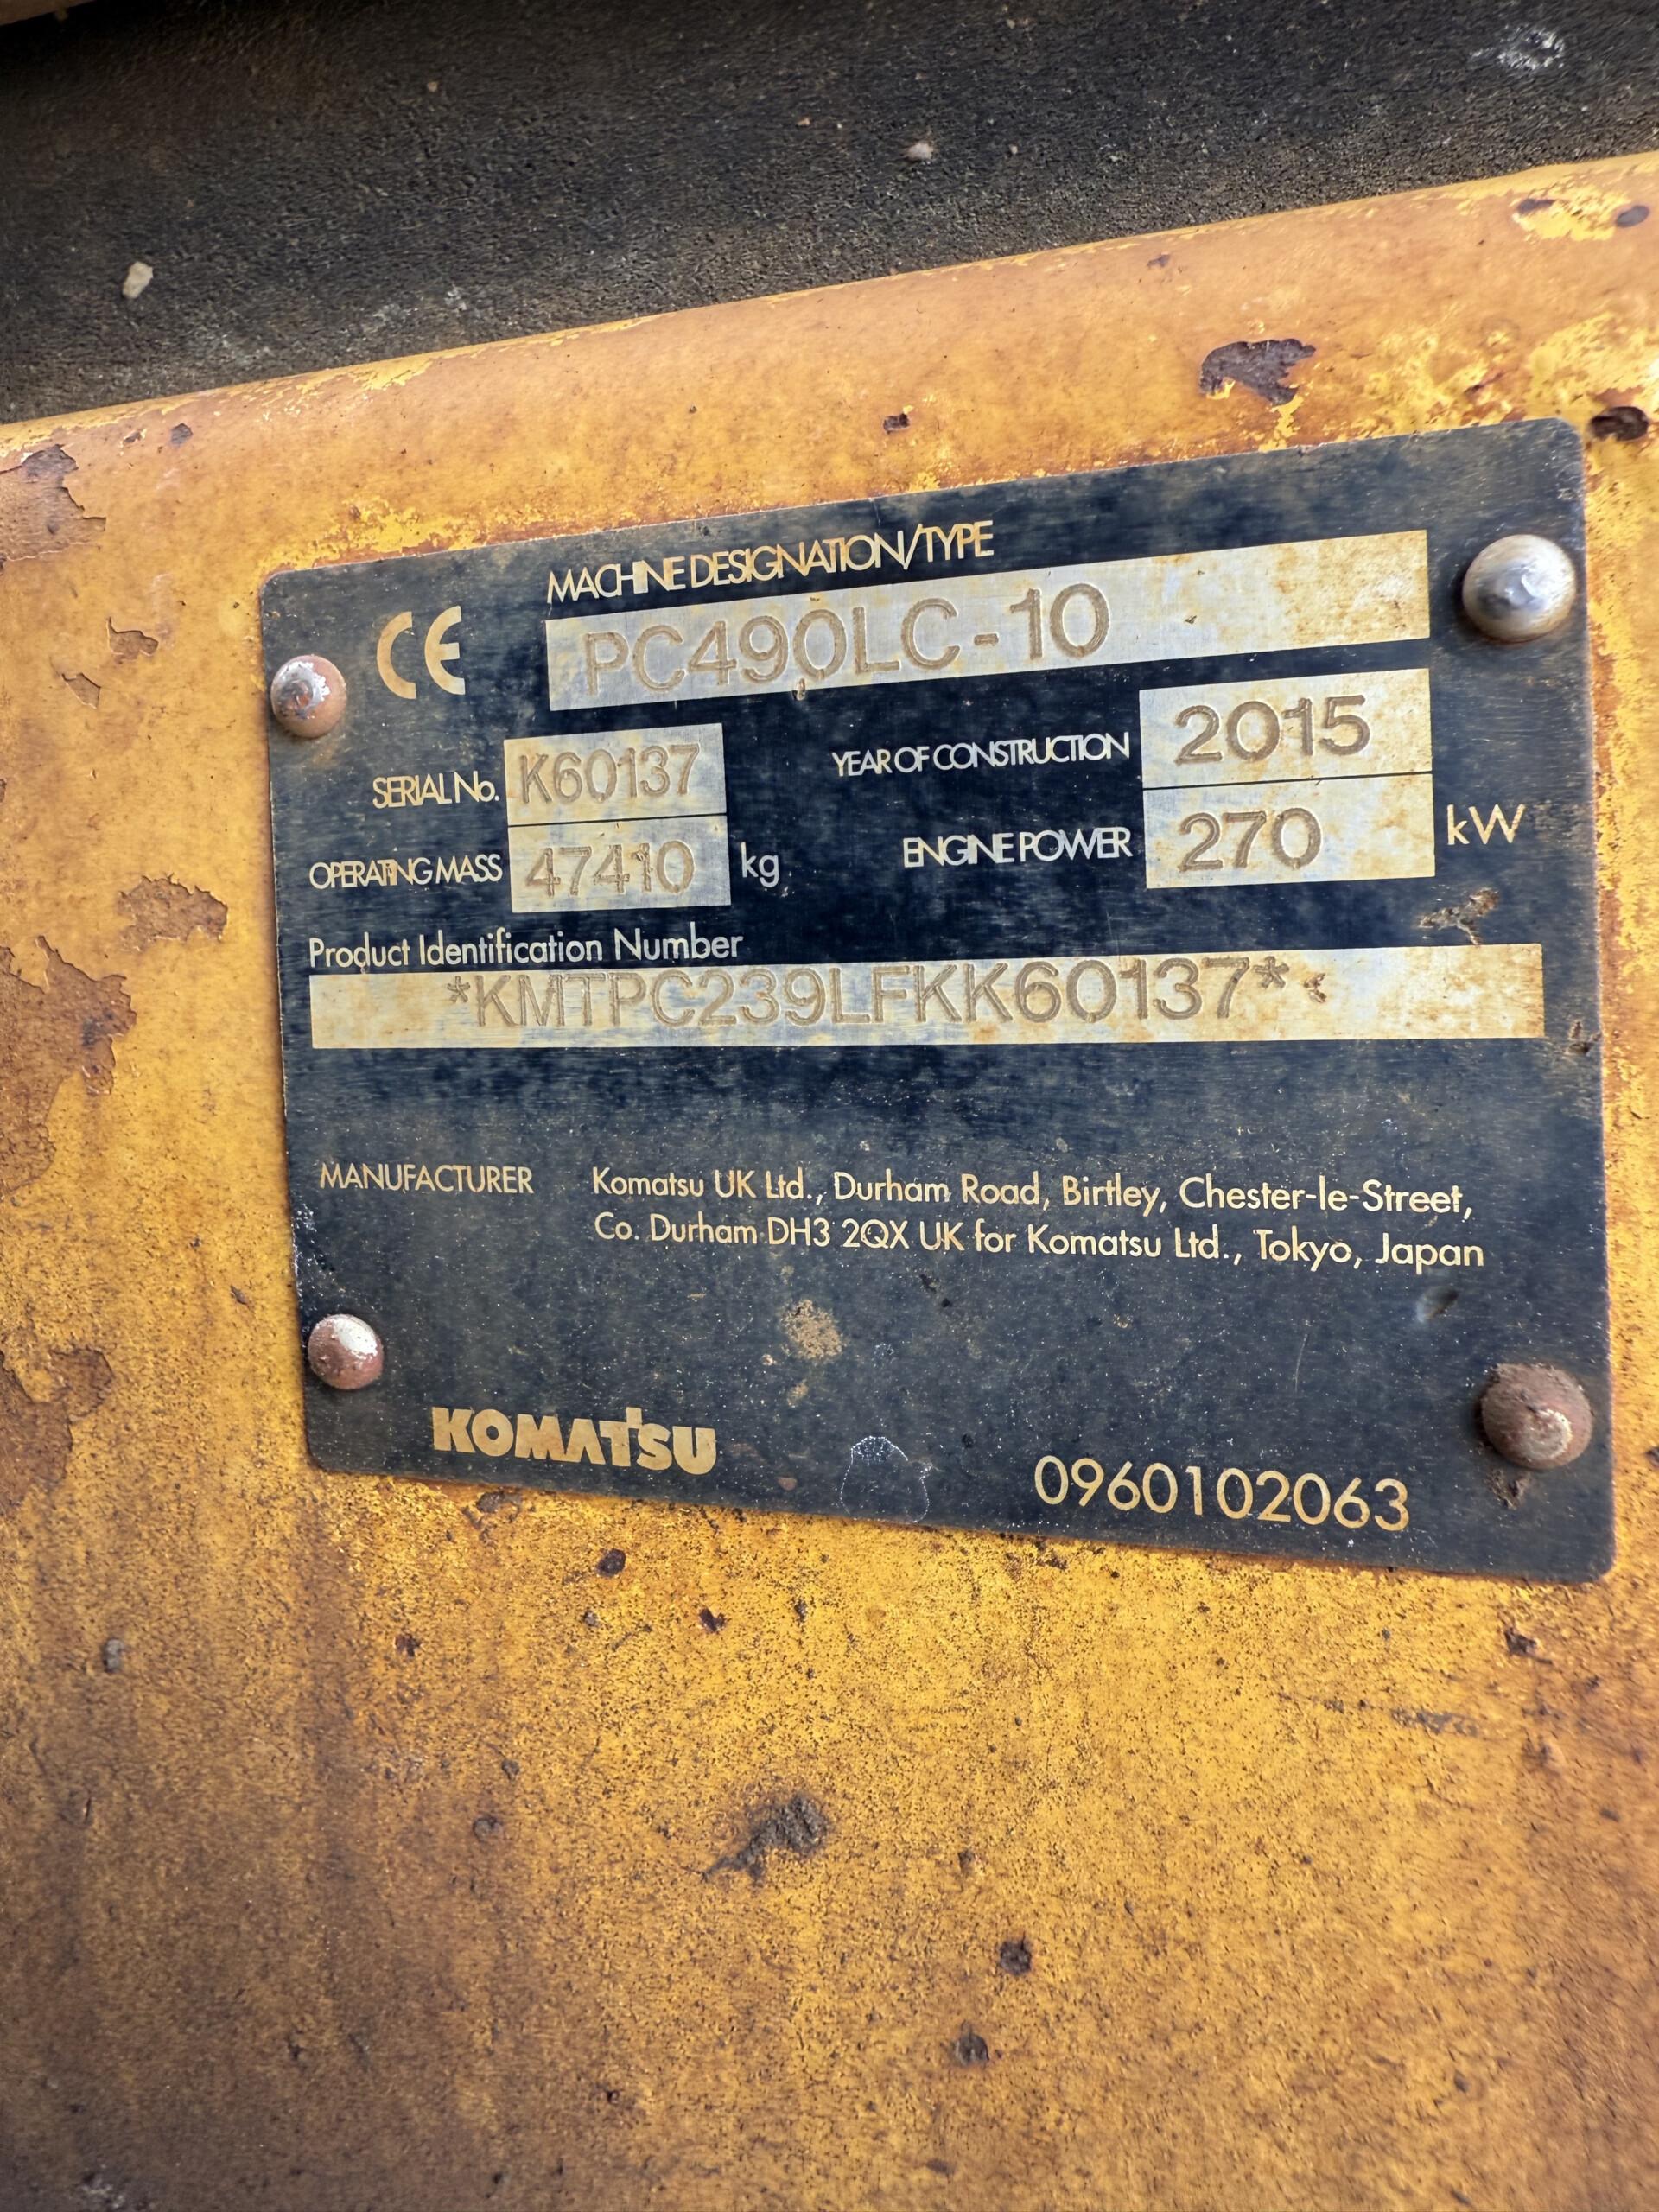 CE
MACHINE DESIGNATION/TYPE
PC490LC-10
SERIAL No. K60137 YEAR OF CONSTRUCTION 2015
OPERATING MASS 47410 kg ENGINE POWER 270 kW
Product Identification Number
*KMTPC239LFKK60137*
MANUFACTURER Komatsu UK Ltd., Durham Road, Birtley, Chester-le-Street,
Co. Durham DH3 2QX UK for Komatsu Ltd., Tokyo, Japan
KOMATSU 0960102063